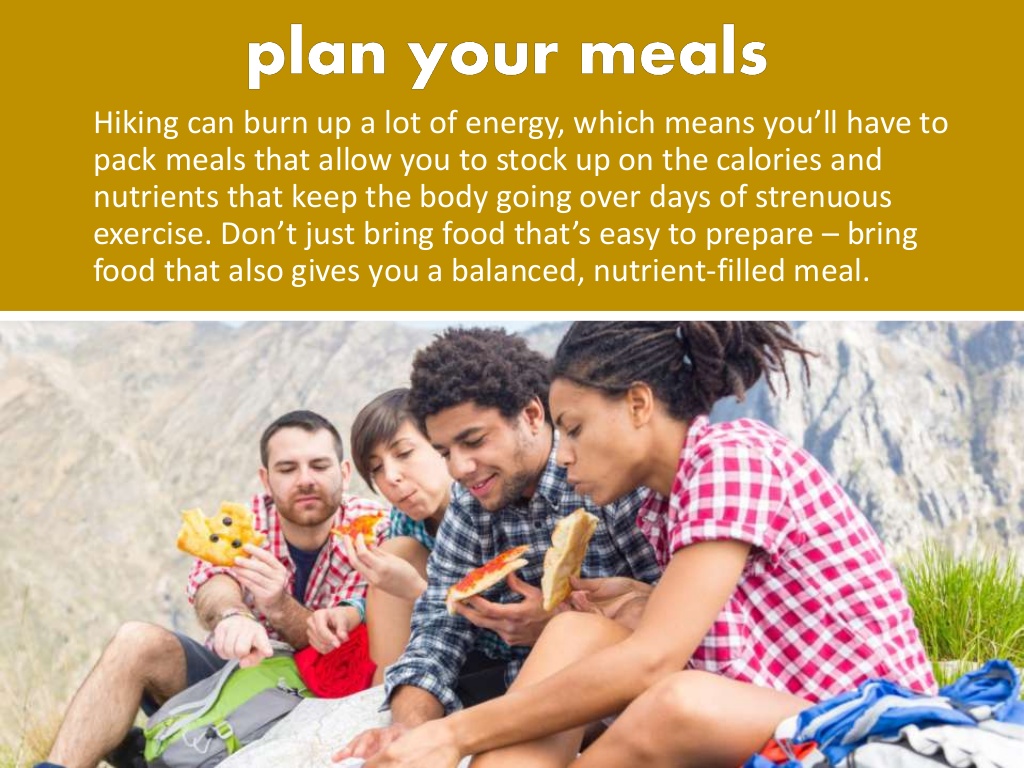 plan your meals
Hiking can burn up a lot of energy, which means you’ll have to
pack meals that allow you to stock up on the calories and
nutrients that keep the body going over days of strenuous
exercise. Don’t just bring food that’s easy to prepare – bring
food that also gives you a balanced, nutrient-filled meal.